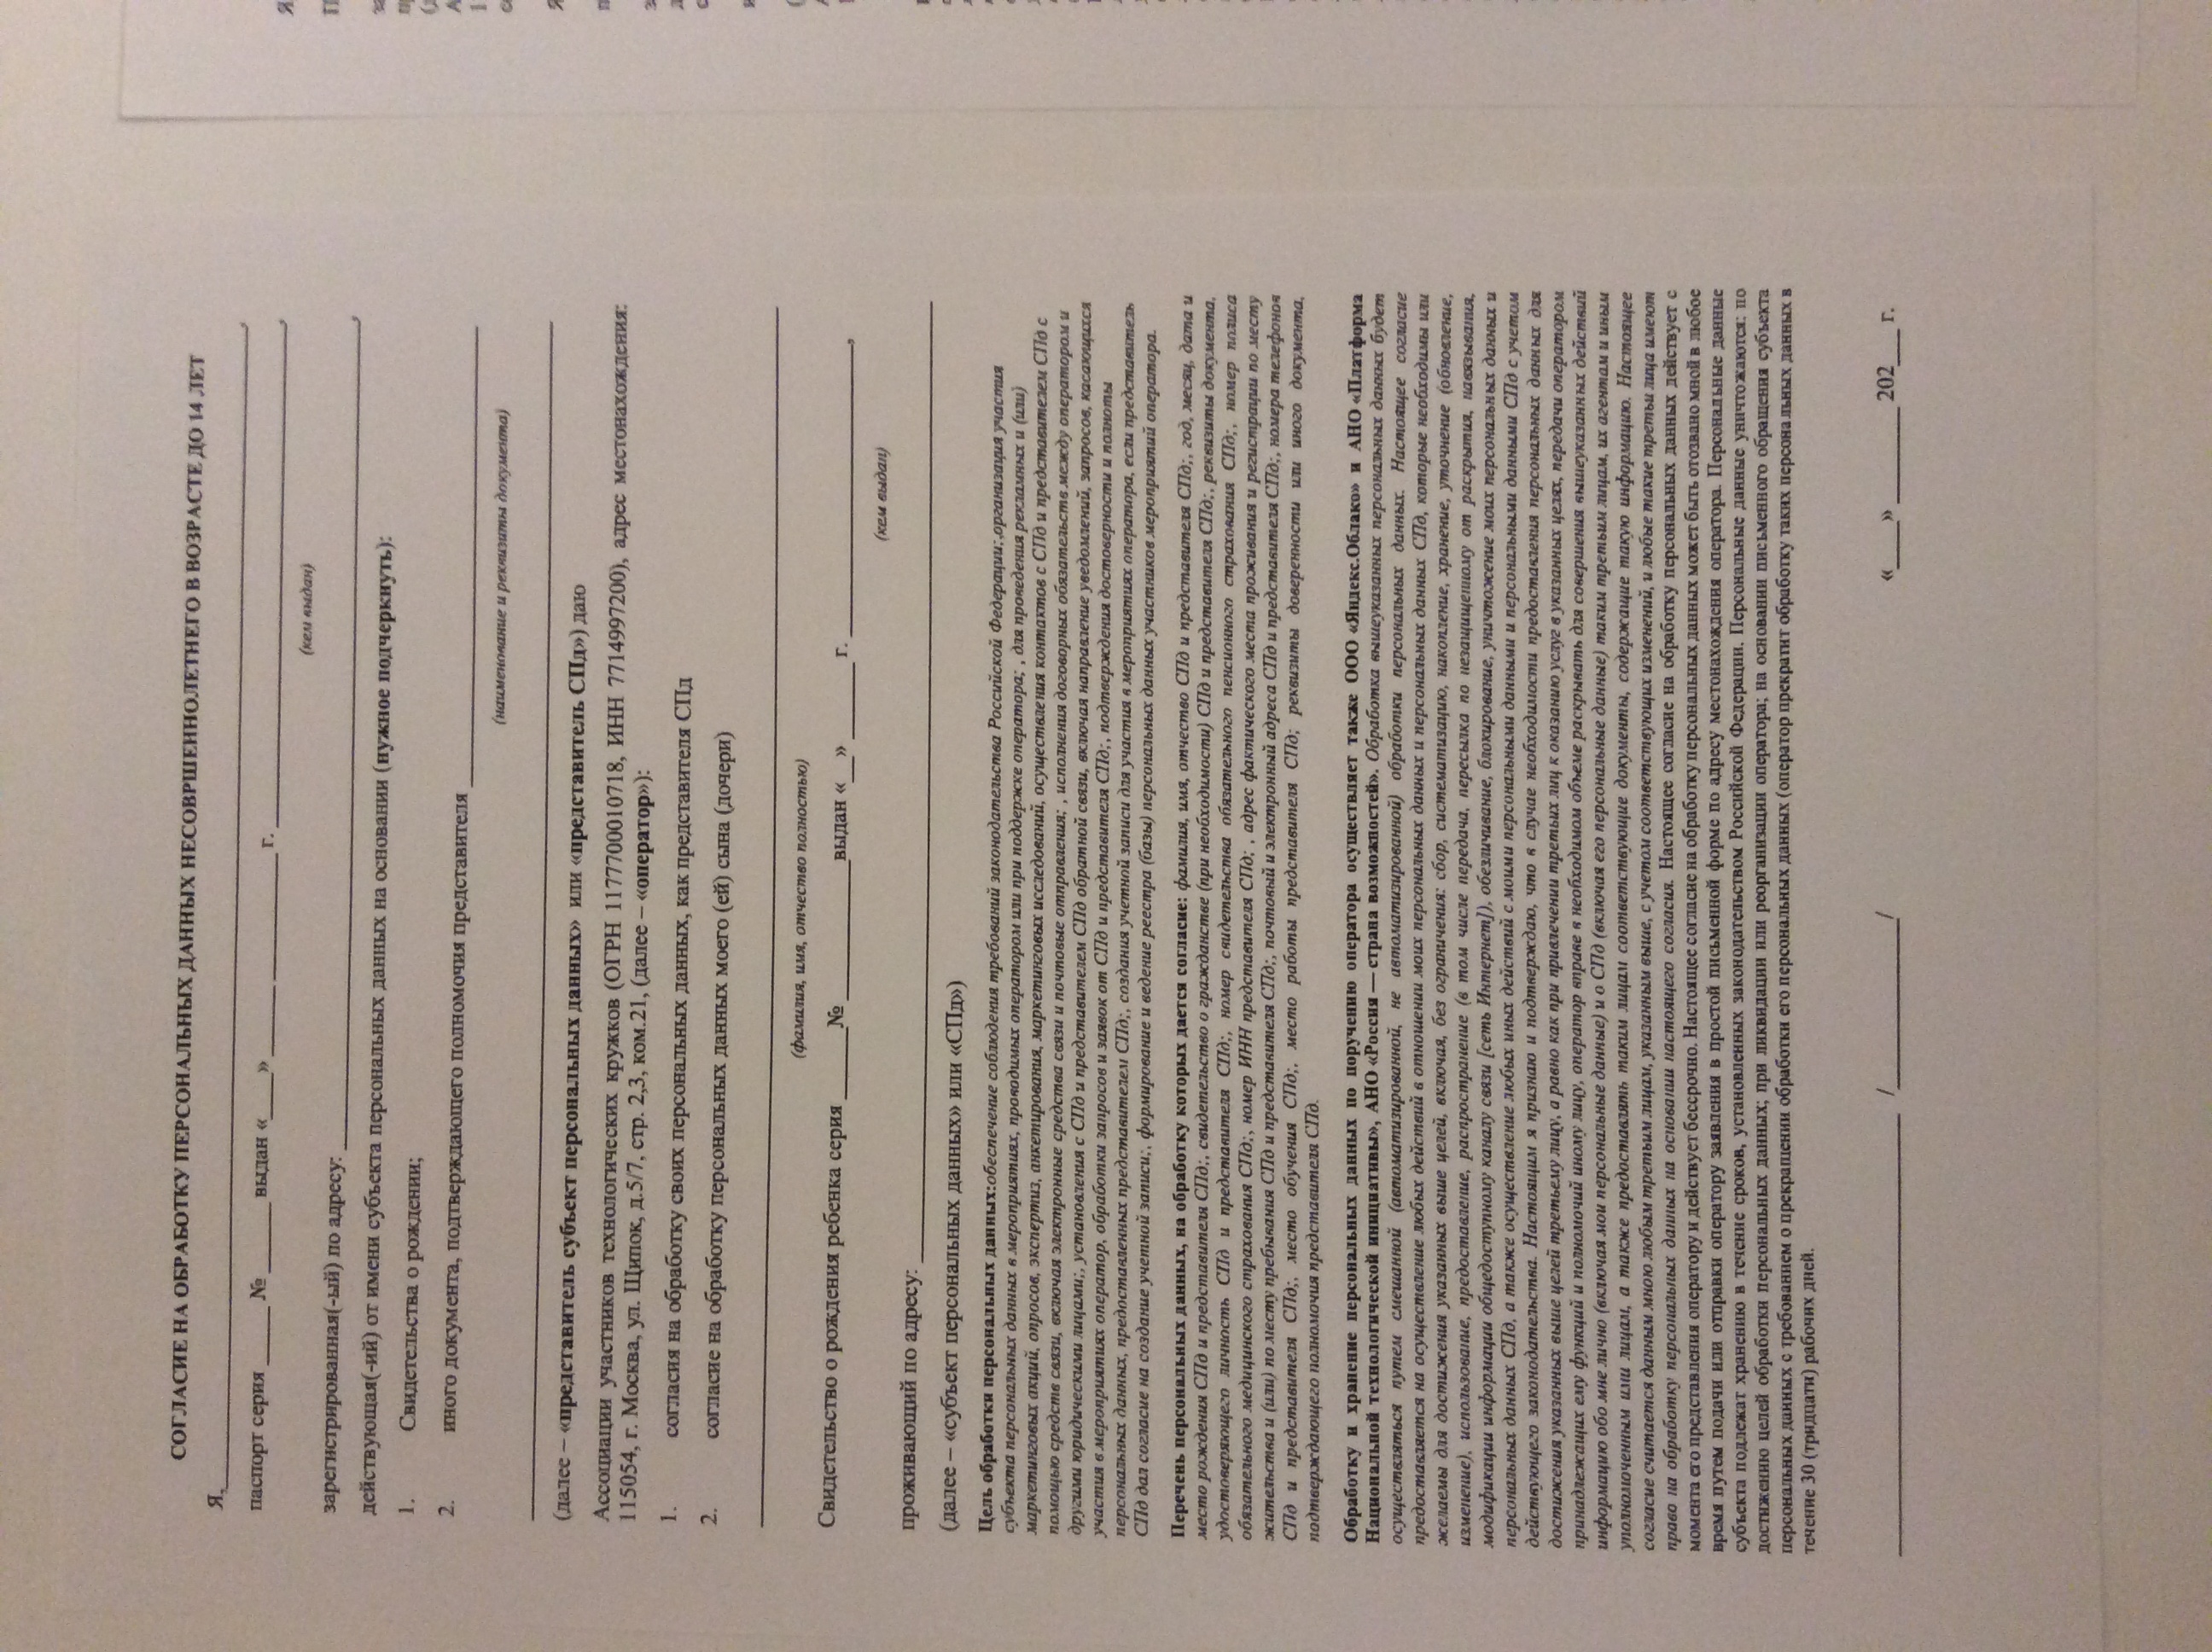 СОГЛАСИЕ НА ОБРАБОТКУ ПЕРСОНАЛЬНЫХ ДАННЫХ НЕСОВРШЕННОЛЕТНЕГО В ВОЗРАСТЕ ДО 14 ЛЕТ
Я,____________________________________________,
паспорт серия _____ № ______ выдан «____» ______ ___________ г. ______________________,
(кем выдан)
зарегистрированная(-ый) по адресу: ______________________________,
действующая(-ий) от имени субъекта персональных данных на основании (нужное подчеркнуть):
1. Свидетельства о рождении;
2. иного документа, подтверждающего полномочия представителя ____________________
(наименование и реквизиты документа)
(далее – «представитель субъект персональных данных» или «представитель СПд») даю
Ассоциации участников технологических кружков (ОГРН 1177700010718, ИНН 7714997200), адрес местонахождения:
115054, г. Москва, ул. Щипок, д.5/7, стр. 2,3, ком.21, (далее – «оператор»):
1. согласия на обработку своих персональных данных, как представителя СПд
2. согласие на обработку персональных данных моего (ей) сына (дочери)
(фамилия, имя, отчество полностью)
Свидетельство о рождения ребенка серия ______№ ____________выдан «__» ______ г. ____________________,
(кем выдан)
проживающий по адресу: ______________________________
(далее – «субъект персональных данных» или «СПд»)
Цель обработки персональных данных:обеспечение соблюдения требований законодательства Российской Федерации;,организация участия
субъекта персональных данных в мероприятиях, проводимых оператором или при поддержке оператора; , для проведения рекламных и (или)
маркетинговых акций, опросов, экспертиз, анкетирования, маркетинговых исследований, осуществления контактов с СПд и представителем СПд с
помощью средств связи, включая электронные средства связи и почтовые отправления; , исполнения договорных обязательств между оператором и
другими юридическими лицами;, установления с СПд и представителем СПд обратной связи, включая направление уведомлений, запросов, касающихся
участия в мероприятиях оператор, обработки запросов и заявок от СПд и представителя СПд;, подтверждения достоверности и полноты
персональных данных, предоставленных представителем СПд;, создания учетной записи для участия в мероприятиях оператора, если представитель
СПд дал согласие на создание учетной записи;, формирование и ведение реестра (базы) персональных данных участников мероприятий оператора.
Перечень персональных данных, на обработку которых дается согласие: фамилия, имя, отчество СПд и представителя СПд;, год, месяц, дата и
место рождения СПд и представителя СПд;, свидетельство о гражданстве (при необходимости) СПд и представителя СПд;, реквизиты документа,
удостоверяющего личность СПд и представителя СПд;, номер свидетельства обязательного пенсионного страхования СПд;, номер полиса
обязательного медицинского страхования СПд;, номер ИНН представителя СПд; , адрес фактического места проживания и регистрации по месту
жительства и (или) по месту пребывания СПд и представителя СПд;, почтовый и электронный адреса СПд и представителя СПд;, номера телефонов
СПд и представителя СПд;, место обучения СПд;, место работы представителя СПд; реквизиты доверенности или иного документа,
подтверждающего полномочия представителя СПд.
Обработку и хранение персональных данных по поручению оператора осуществляет также ООО «Яндекс.Облако» и АНО «Платформа
Национальной технологической инициативы», АНО «Россия — страна возможностей». Обработка вышеуказанных персональных данных будет
осуществляться путем смешанной (автоматизированной, не автоматизированной) обработки персональных данных. Настоящее согласие
предоставляется на осуществление любых действий в отношении моих персональных данных и персональных данных СПд, которые необходимы или
желаемы для достижения указанных выше целей, включая, без ограничения: сбор, систематизацию, накопление, хранение, уточнение (обновление,
изменение), использование, предоставление, распространение (в том числе передача, пересылка по незащищенному от раскрытия, навязывания,
модификации информации общедоступному каналу связи [сеть Интернет]), обезличивание, блокирование, уничтожение моих персональных данных и
персональных данных СПд, а также осуществление любых иных действий с моими персональными данными и персональными данными СПд с учетом
действующего законодательства. Настоящим я признаю и подтверждаю, что в случае необходимости предоставления персональных данных для
достижения указанных выше целей третьему лицу, а равно как при привлечении третьих лиц к оказанию услуг в указанных целях, передачи оператором
принадлежащих ему функций и полномочий иному лицу, оператор вправе в необходимом объеме раскрывать для совершения вышеуказанных действий
информацию обо мне лично (включая мои персональные данные) и о СПд (включая его персональные данные) таким третьим лицам, их агентам и иным
уполномоченным ими лицам, а также предоставлять таким лицам соответствующие документы, содержащие такую информацию. Настоящее
согласие считается данным мною любым третьим лицам, указанным выше, с учетом соответствующих изменений, и любые такие третьи лица имеют
право на обработку персональных данных на основании настоящего согласия. Настоящее согласие на обработку персональных данных действует с
момента его представления оператору и действует бессрочно. Настоящее согласие на обработку персональных данных может быть отозвано мной в любое
время путем подачи или отправки оператору заявления в простой письменной форме по адресу местонахождения оператора. Персональные данные
субъекта подлежат хранению в течение сроков, установленных законодательством Российской Федерации. Персональные данные уничтожаются: по
достижению целей обработки персональных данных; при ликвидации или реорганизации оператора; на основании письменного обращения субъекта
персональных данных с требованием о прекращении обработки его персональных данных (оператор прекратит обработку таких персональных данных в
течение 30 (тридцати) рабочих дней.
______________________ /______________/ «____» ________ 202___ г.